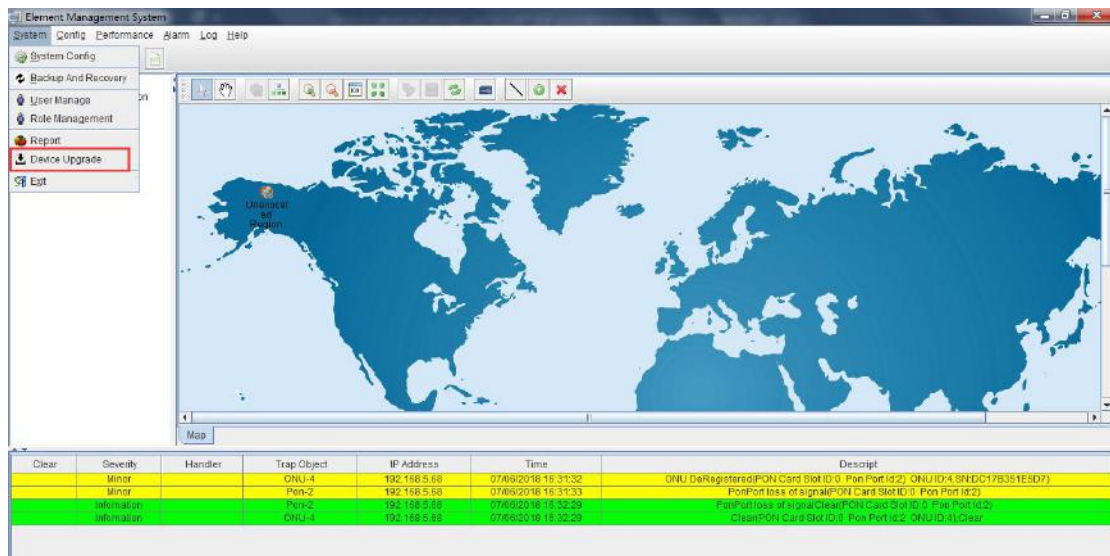 Element Management System
System Config Performance Alarm Log Help
System Config
Backup And Recovery
User Manage
Role Management
Report
Device Upgrade
Exit
on
Unallocat
ed
Region
Map
Clear Severity Handler Trap Object IP Address Time Descript
Minor ONU-4 192.168.5.68 07/06/2018 16:31:32 ONU DeRegistered(PON Card Slot ID:0 Pon Port Id:2) ONU ID:4,SN:DC17B351E5D7)
Minor Pon-2 192.168.5.68 07/06/2018 16:31:33 PonPort loss of signal(PON Card Slot ID:0 Pon Port Id:2)
Information Pon-2 192.168.5.68 07/06/2018 16:32:29 PonPort loss of signalClear(PON Card Slot ID:0 Pon Port Id:2)
Information ONU-4 192.168.5.68 07/06/2018 16:32:29 Clear(PON Card Slot ID:0 Pon Port Id:2 ONU ID:4);Clear